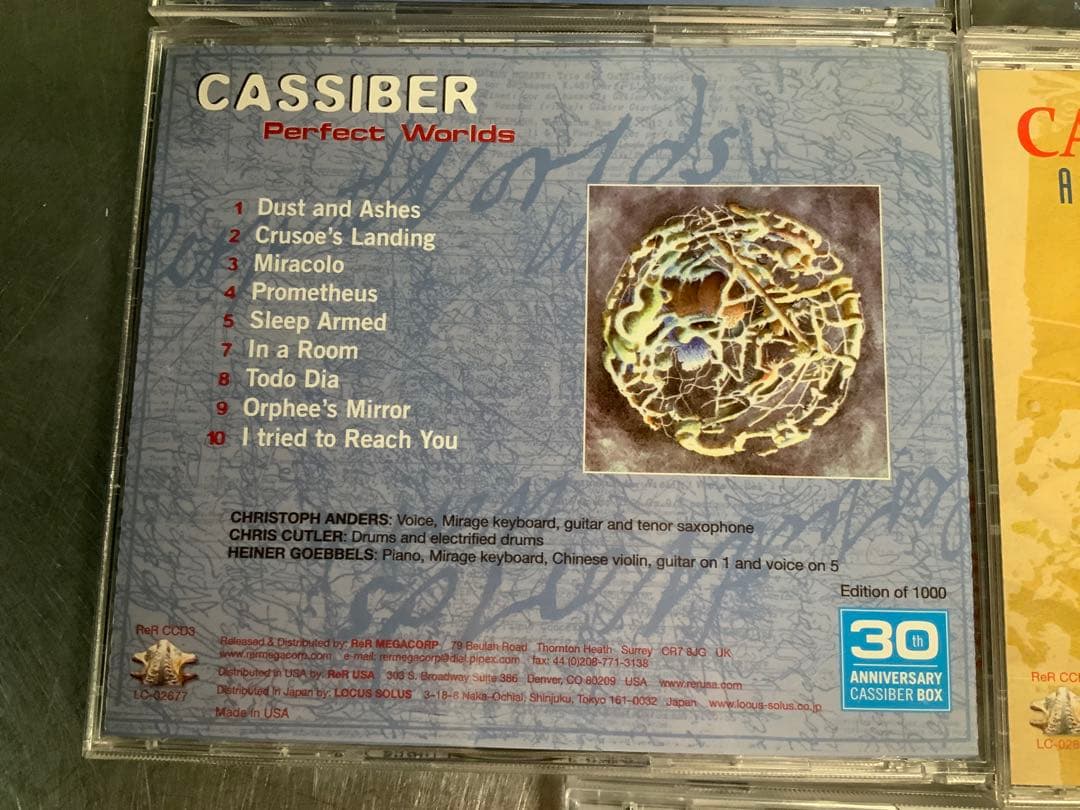 CASSIBER
Perfect Worlds
1 Dust and Ashes
2 Crusoe's Landing
3 Miracolo
4 Prometheus
5 Sleep Armed
7 In a Room
8 Todo Dia
9 Orphee's Mirror
10 I tried to Reach You
CHRISTOPH ANDERS: Voice, Mirage keyboard, guitar and tenor saxophone
CHRIS CUTLER: Drums and electrified drums
HEINER GOEBBELS: Piano, Mirage keyboard, Chinese violin, guitar on 1 and voice on 5
Edition of 1000
30th
ANNIVERSARY
CASSIBER BOX
ReR CCD3
LC-02677
Released & Distributed by: ReR MEGACORP 79 Beulah Road Thornton Heath Surrey CR7 8JG UK
www.rermegacorp.com e-mail: rermegacorp@dial.pipex.com fax: 44 (0)208-771-3138
Distributed in USA by: ReR USA 303 S. Broadway Suite 386 Denver, CO 80209 USA www.rerusa.com
Distributed in Japan by: LOCUS SOLUS 3-18-6 Naka-Ochiai, Shinjuku, Tokyo 161-0032 Japan www.locus-solus.co.jp
Made in USA
CA
A
ReR CC
LC-026